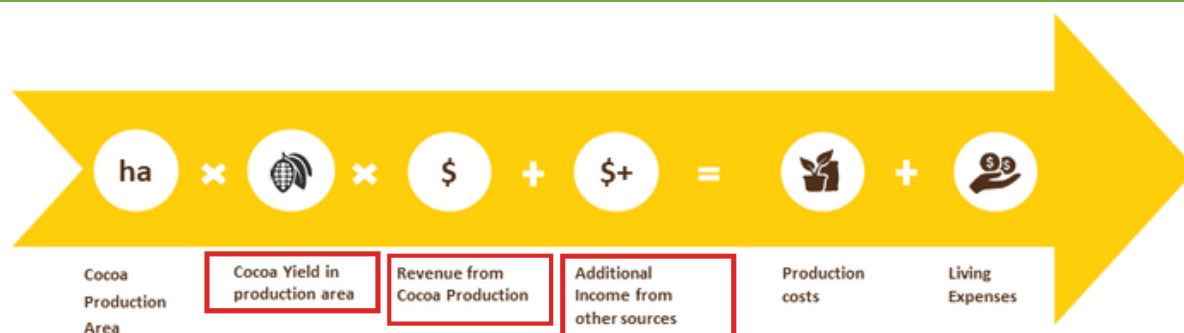 ha × × $ + $+ = +
Cocoa
Production
Area
Cocoa Yield in
production area
Revenue from
Cocoa Production
Additional
Income from
other sources
Production
costs
Living
Expenses